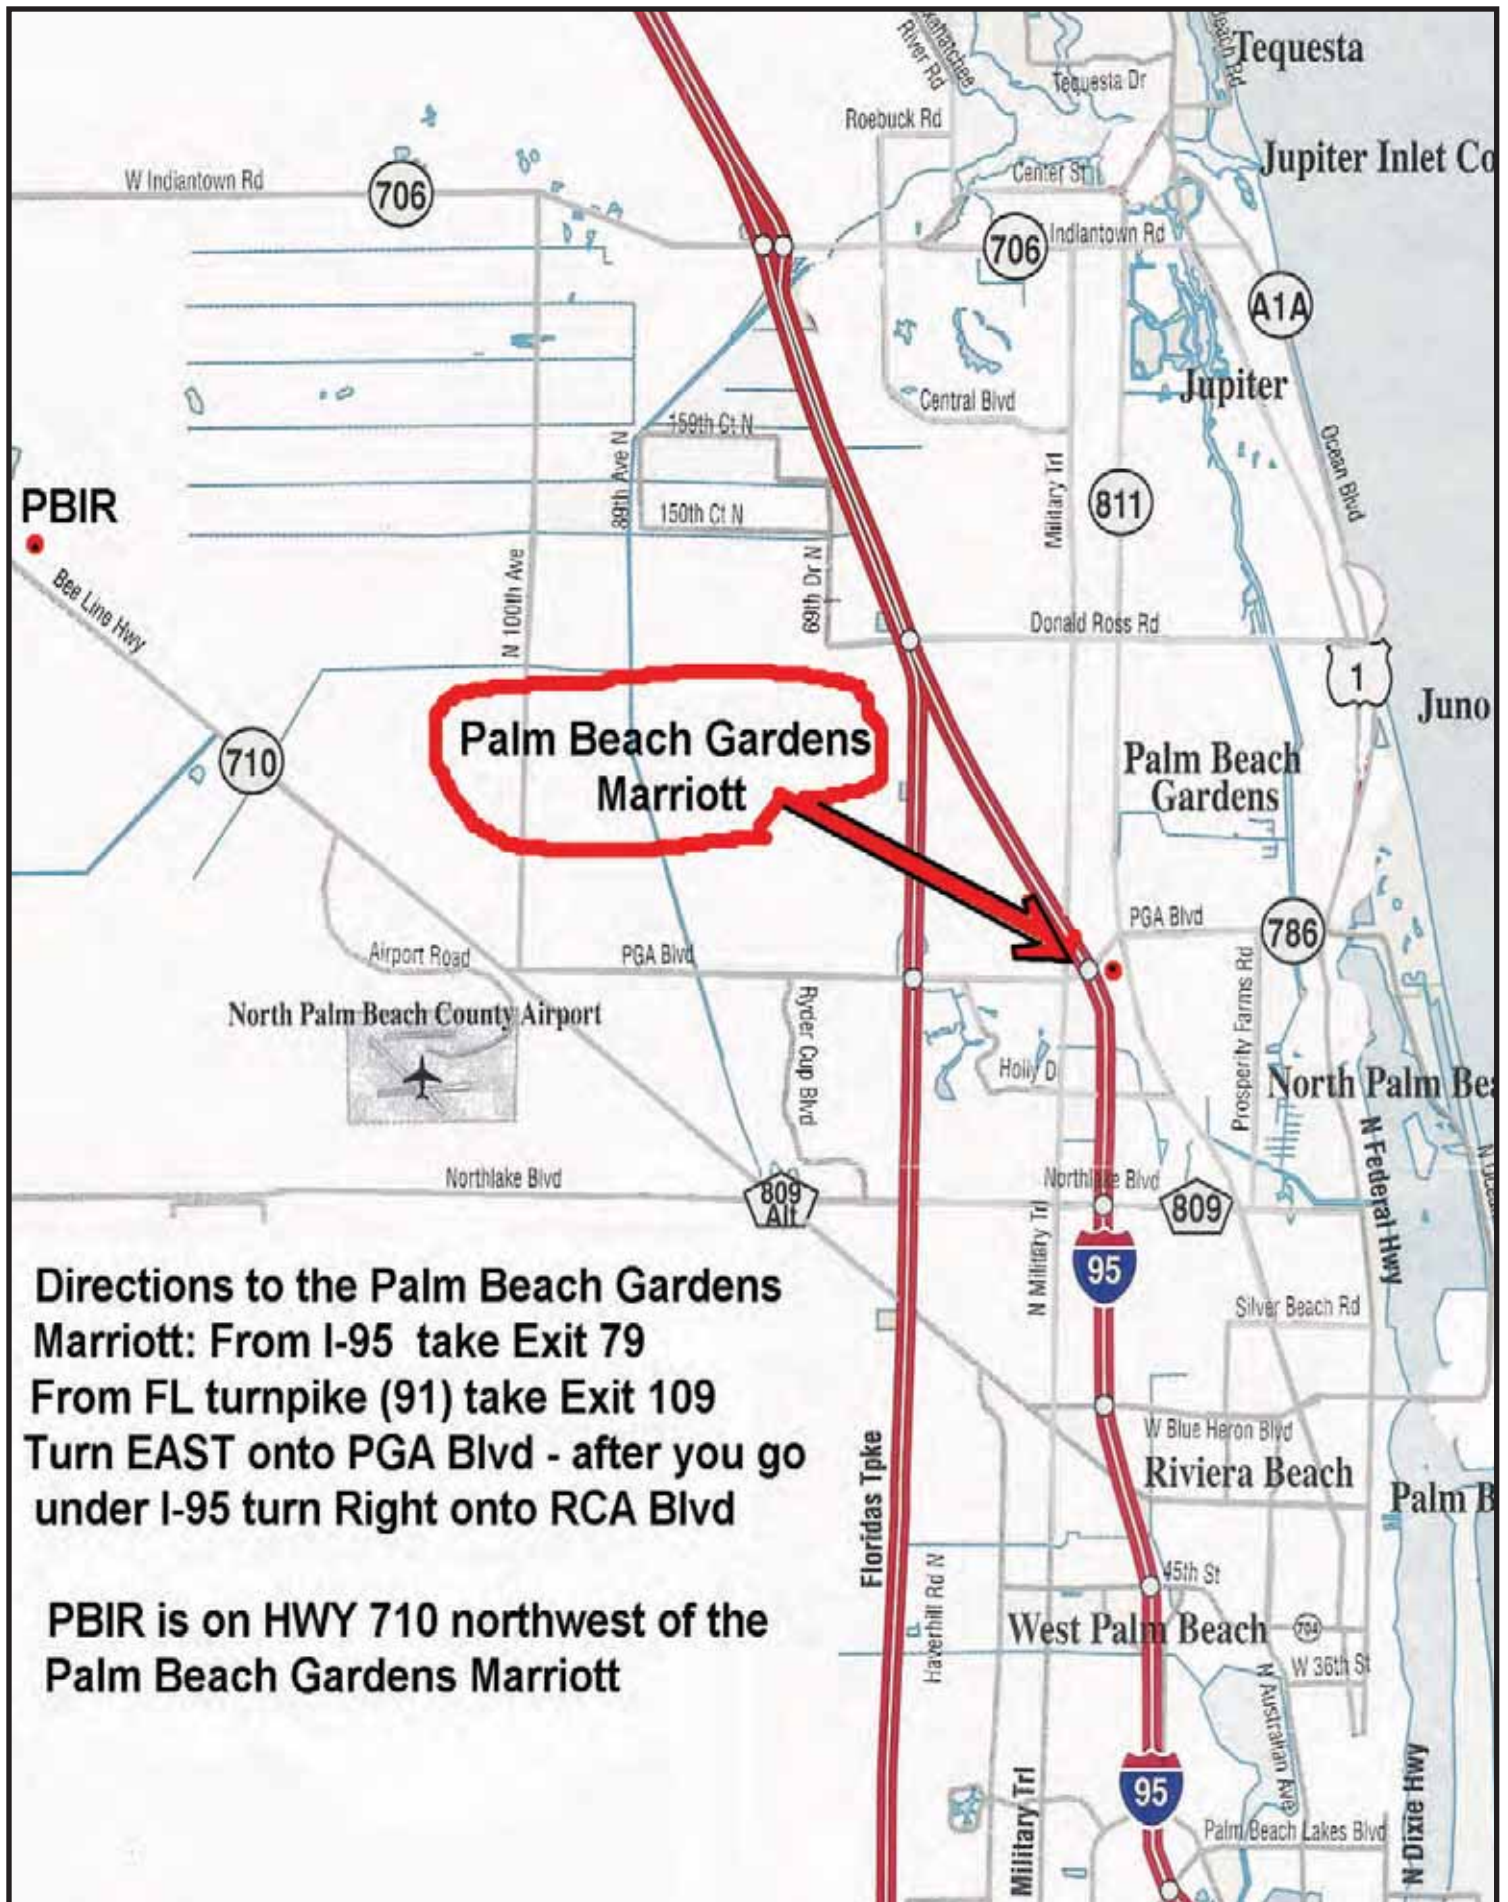 Tequesta
Beach Rd
River Rd
Tequesta Dr
Roebuck Rd
Jupiter Inlet Co
W Indiantown Rd
706
Center St
706
Indiantown Rd
A1A
Jupiter
Central Blvd
159th Ct N
89th Ave N
Military Trl
Ocean Blvd
811
PBIR
150th Ct N
Bee Line Hwy
N 100th Ave
69th Dr N
Donald Ross Rd
1
Juno
710
Palm Beach Gardens
Marriott
Palm Beach
Gardens
PGA Blvd
786
Airport Road
PGA Blvd
Prosperity Farms Rd
North Palm Beach County Airport
Ryder Cup Blvd
Holly D
North Palm Bea
N Federal Hwy
Northlake Blvd
809
Alt
Northlake Blvd
809
N Military Trl
95
Silver Beach Rd
Directions to the Palm Beach Gardens
Marriott: From I-95 take Exit 79
From FL turnpike (91) take Exit 109
Turn EAST onto PGA Blvd - after you go
under I-95 turn Right onto RCA Blvd
Floridas Tpke
W Blue Heron Blvd
Riviera Beach
Palm B
45th St
Haverhill Rd N
PBIR is on HWY 710 northwest of the
Palm Beach Gardens Marriott
West Palm Beach
704
W 36th St
N Australian Ave
95
Military Trl
N Dixie Hwy
Palm Beach Lakes Blvd